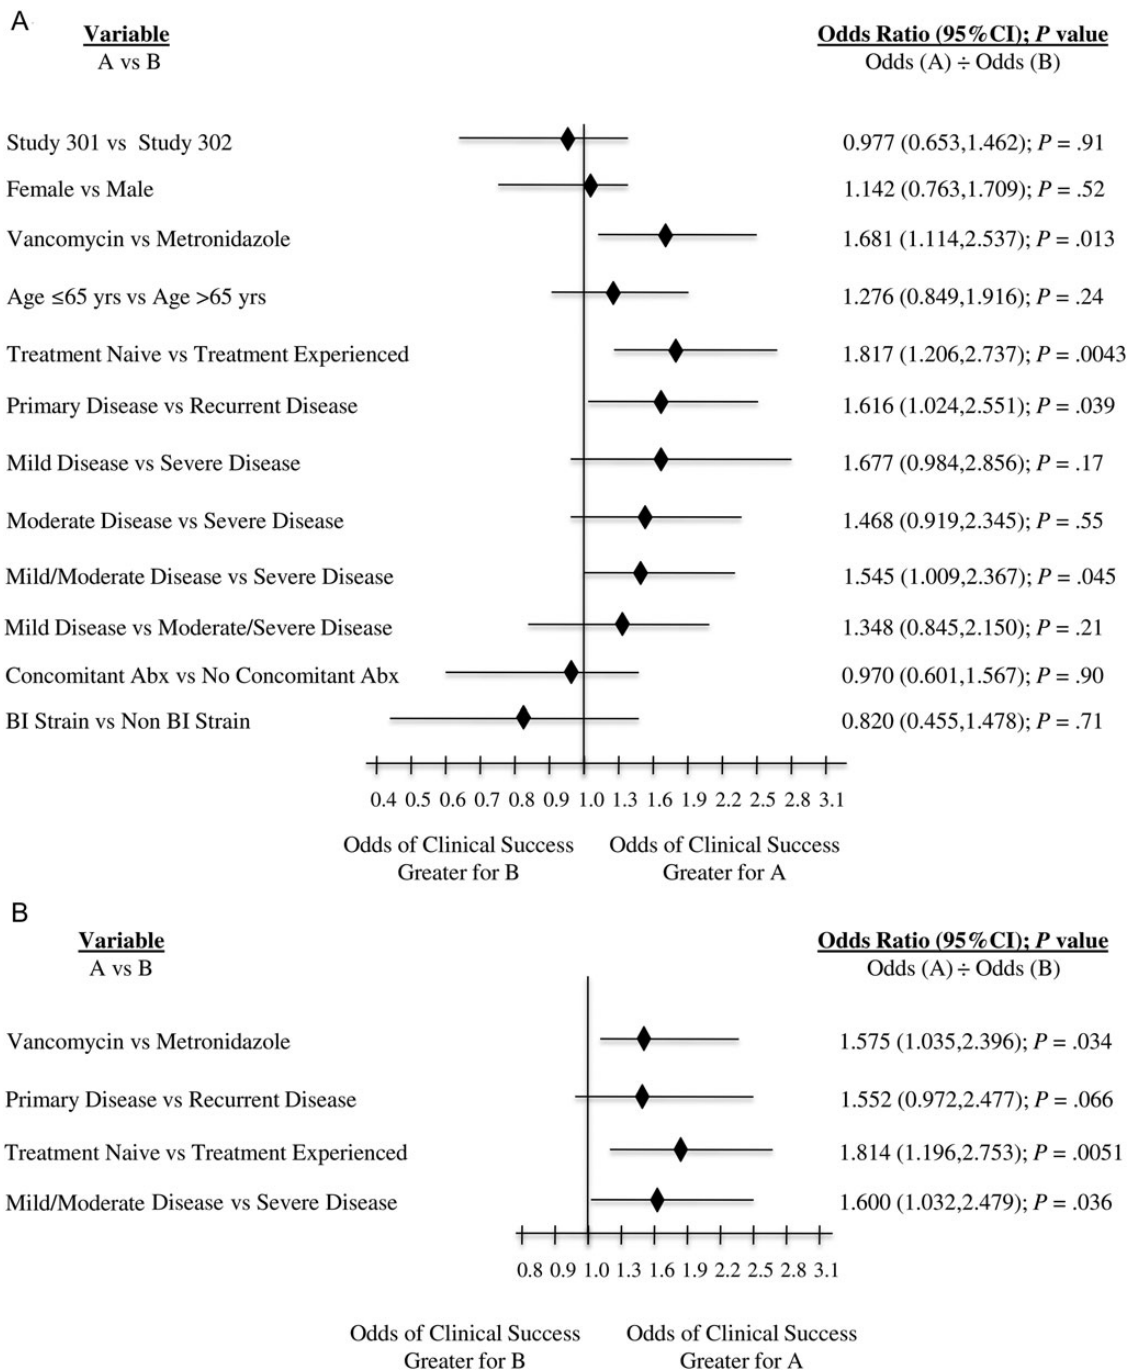 A
Variable
Odds Ratio (95%CI); P value
A vs B
Odds (A) ÷ Odds (B)
Study 301 vs Study 302
0.977 (0.653,1.462); P = .91
Female vs Male
1.142 (0.763,1.709); P = .52
Vancomycin vs Metronidazole
1.681 (1.114,2.537); P = .013
Age ≤65 yrs vs Age >65 yrs
1.276 (0.849,1.916); P = .24
Treatment Naive vs Treatment Experienced
1.817 (1.206,2.737); P = .0043
Primary Disease vs Recurrent Disease
1.616 (1.024,2.551); P = .039
Mild Disease vs Severe Disease
1.677 (0.984,2.856); P = .17
Moderate Disease vs Severe Disease
1.468 (0.919,2.345); P = .55
Mild/Moderate Disease vs Severe Disease
1.545 (1.009,2.367); P = .045
Mild Disease vs Moderate/Severe Disease
1.348 (0.845,2.150); P = .21
Concomitant Abx vs No Concomitant Abx
0.970 (0.601,1.567); P = .90
BI Strain vs Non BI Strain
0.820 (0.455,1.478); P = .71
0.4 0.5 0.6 0.7 0.8 0.9 1.0 1.3 1.6 1.9 2.2 2.5 2.8 3.1
Odds of Clinical Success
Greater for B
Odds of Clinical Success
Greater for A
B
Variable
Odds Ratio (95%CI); P value
A vs B
Odds (A) ÷ Odds (B)
Vancomycin vs Metronidazole
1.575 (1.035,2.396); P = .034
Primary Disease vs Recurrent Disease
1.552 (0.972,2.477); P = .066
Treatment Naive vs Treatment Experienced
1.814 (1.196,2.753); P = .0051
Mild/Moderate Disease vs Severe Disease
1.600 (1.032,2.479); P = .036
0.8 0.9 1.0 1.3 1.6 1.9 2.2 2.5 2.8 3.1
Odds of Clinical Success
Greater for B
Odds of Clinical Success
Greater for A